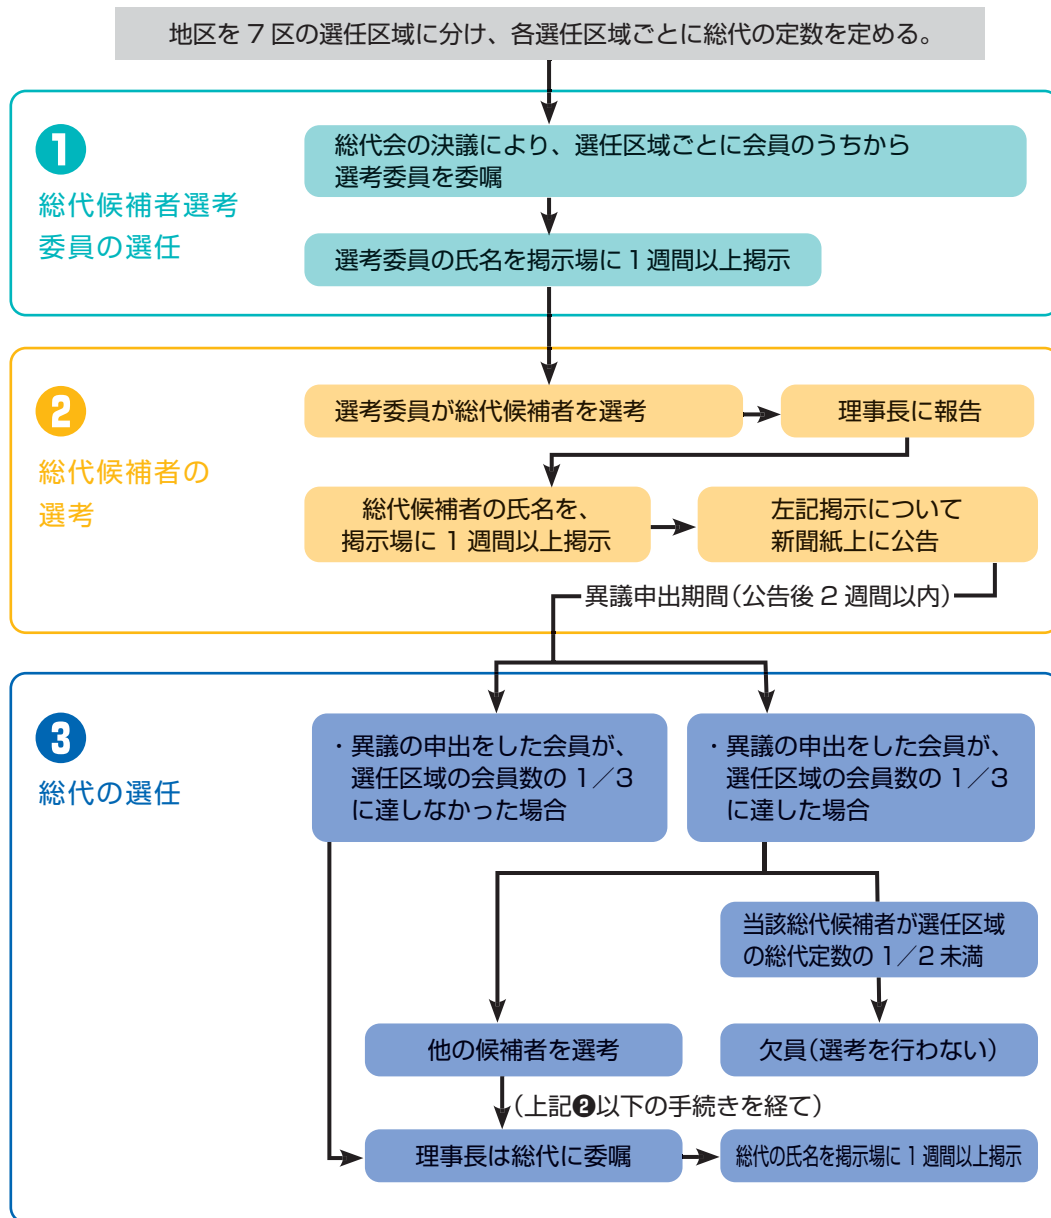 地区を 7 区の選任区域に分け、各選任区域ごとに総代の定数を定める。
1
総代候補者選考
委員の選任
総代会の決議により、選任区域ごとに会員のうちから
選考委員を委嘱
選考委員の氏名を掲示場に 1 週間以上掲示
2
総代候補者の
選考
選考委員が総代候補者を選考
理事長に報告
総代候補者の氏名を、
掲示場に 1 週間以上掲示
左記掲示について
新聞紙上に公告
異議申出期間(公告後 2 週間以内)
3
総代の選任
・異議の申出をした会員が、
選任区域の会員数の 1／3
に達しなかった場合
・異議の申出をした会員が、
選任区域の会員数の 1／3
に達した場合
当該総代候補者が選任区域
の総代定数の 1／2 未満
他の候補者を選考
欠員(選考を行わない)
(上記❷以下の手続きを経て)
理事長は総代に委嘱
総代の氏名を掲示場に 1 週間以上掲示